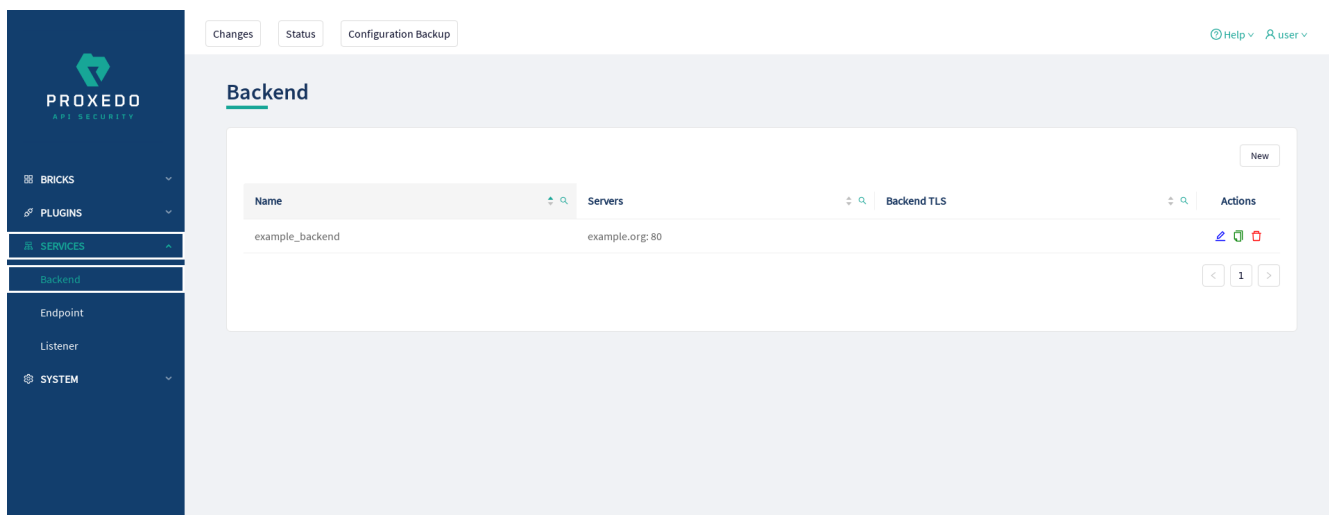 Changes
Status
Configuration Backup
Help
user
PROXEDO
API SECURITY
BRICKS
PLUGINS
SERVICES
Backend
Endpoint
Listener
SYSTEM
Backend
New
Name
Servers
Backend TLS
Actions
example_backend
example.org: 80
1